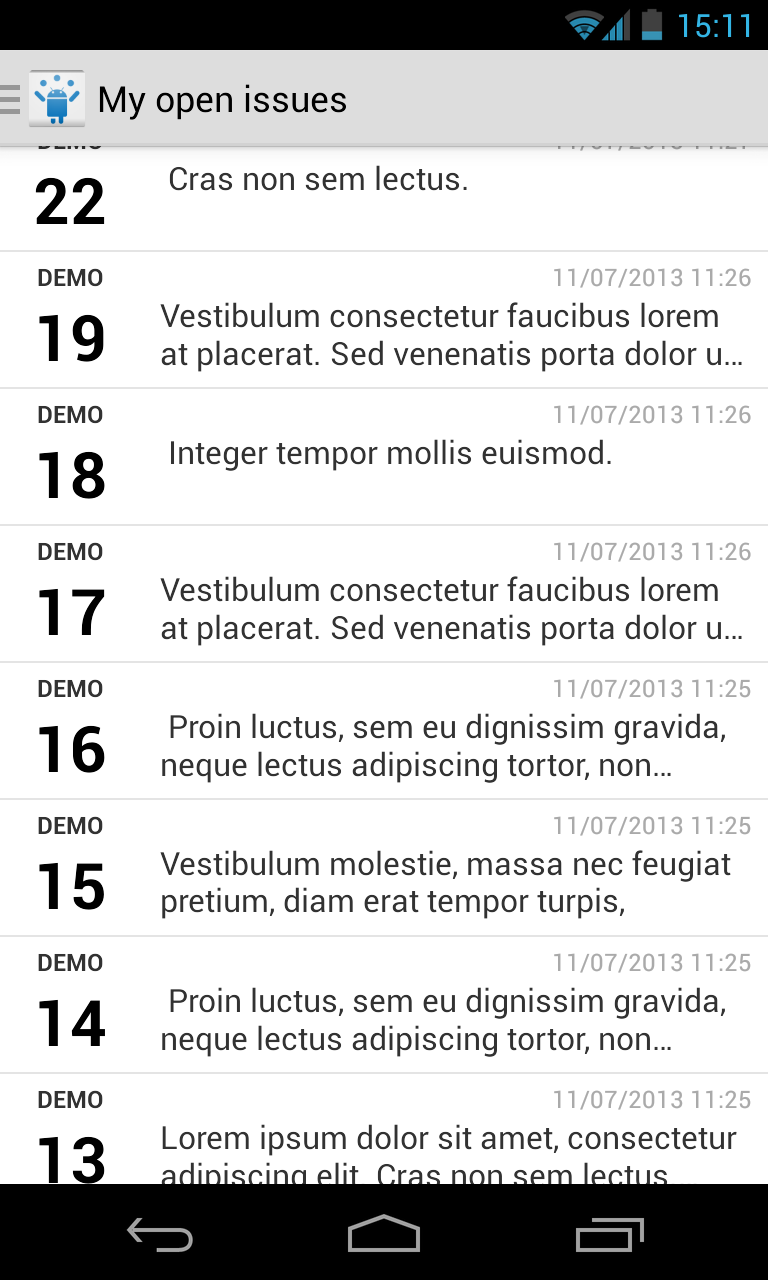 15:11
My open issues
DEMO
22
Cras non sem lectus.
DEMO
11/07/2013 11:26
19
Vestibulum consectetur faucibus lorem
at placerat. Sed venenatis porta dolor u...
DEMO
11/07/2013 11:26
18
Integer tempor mollis euismod.
DEMO
11/07/2013 11:26
17
Vestibulum consectetur faucibus lorem
at placerat. Sed venenatis porta dolor u...
DEMO
11/07/2013 11:25
16
Proin luctus, sem eu dignissim gravida,
neque lectus adipiscing tortor, non...
DEMO
11/07/2013 11:25
15
Vestibulum molestie, massa nec feugiat
pretium, diam erat tempor turpis,
DEMO
11/07/2013 11:25
14
Proin luctus, sem eu dignissim gravida,
neque lectus adipiscing tortor, non...
DEMO
11/07/2013 11:25
13
Lorem ipsum dolor sit amet, consectetur
adipiscing elit. Cras non sem lectus...